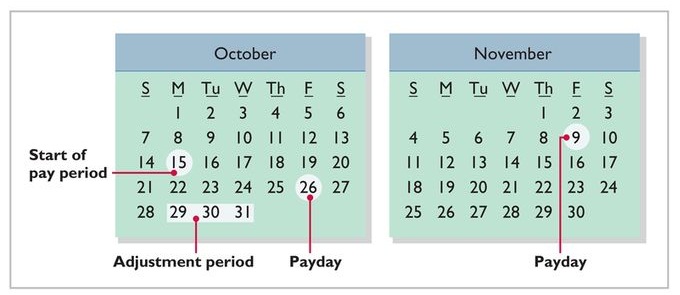 October
S M Tu W Th F S
1 2 3 4 5 6
7 8 9 10 11 12 13
14 15 16 17 18 19 20
21 22 23 24 25 26 27
28 29 30 31
November
S M Tu W Th F S
1 2 3
4 5 6 7 8 9 10
11 12 13 14 15 16 17
18 19 20 21 22 23 24
25 26 27 28 29 30
Start of
pay period
Adjustment period
Payday
Payday